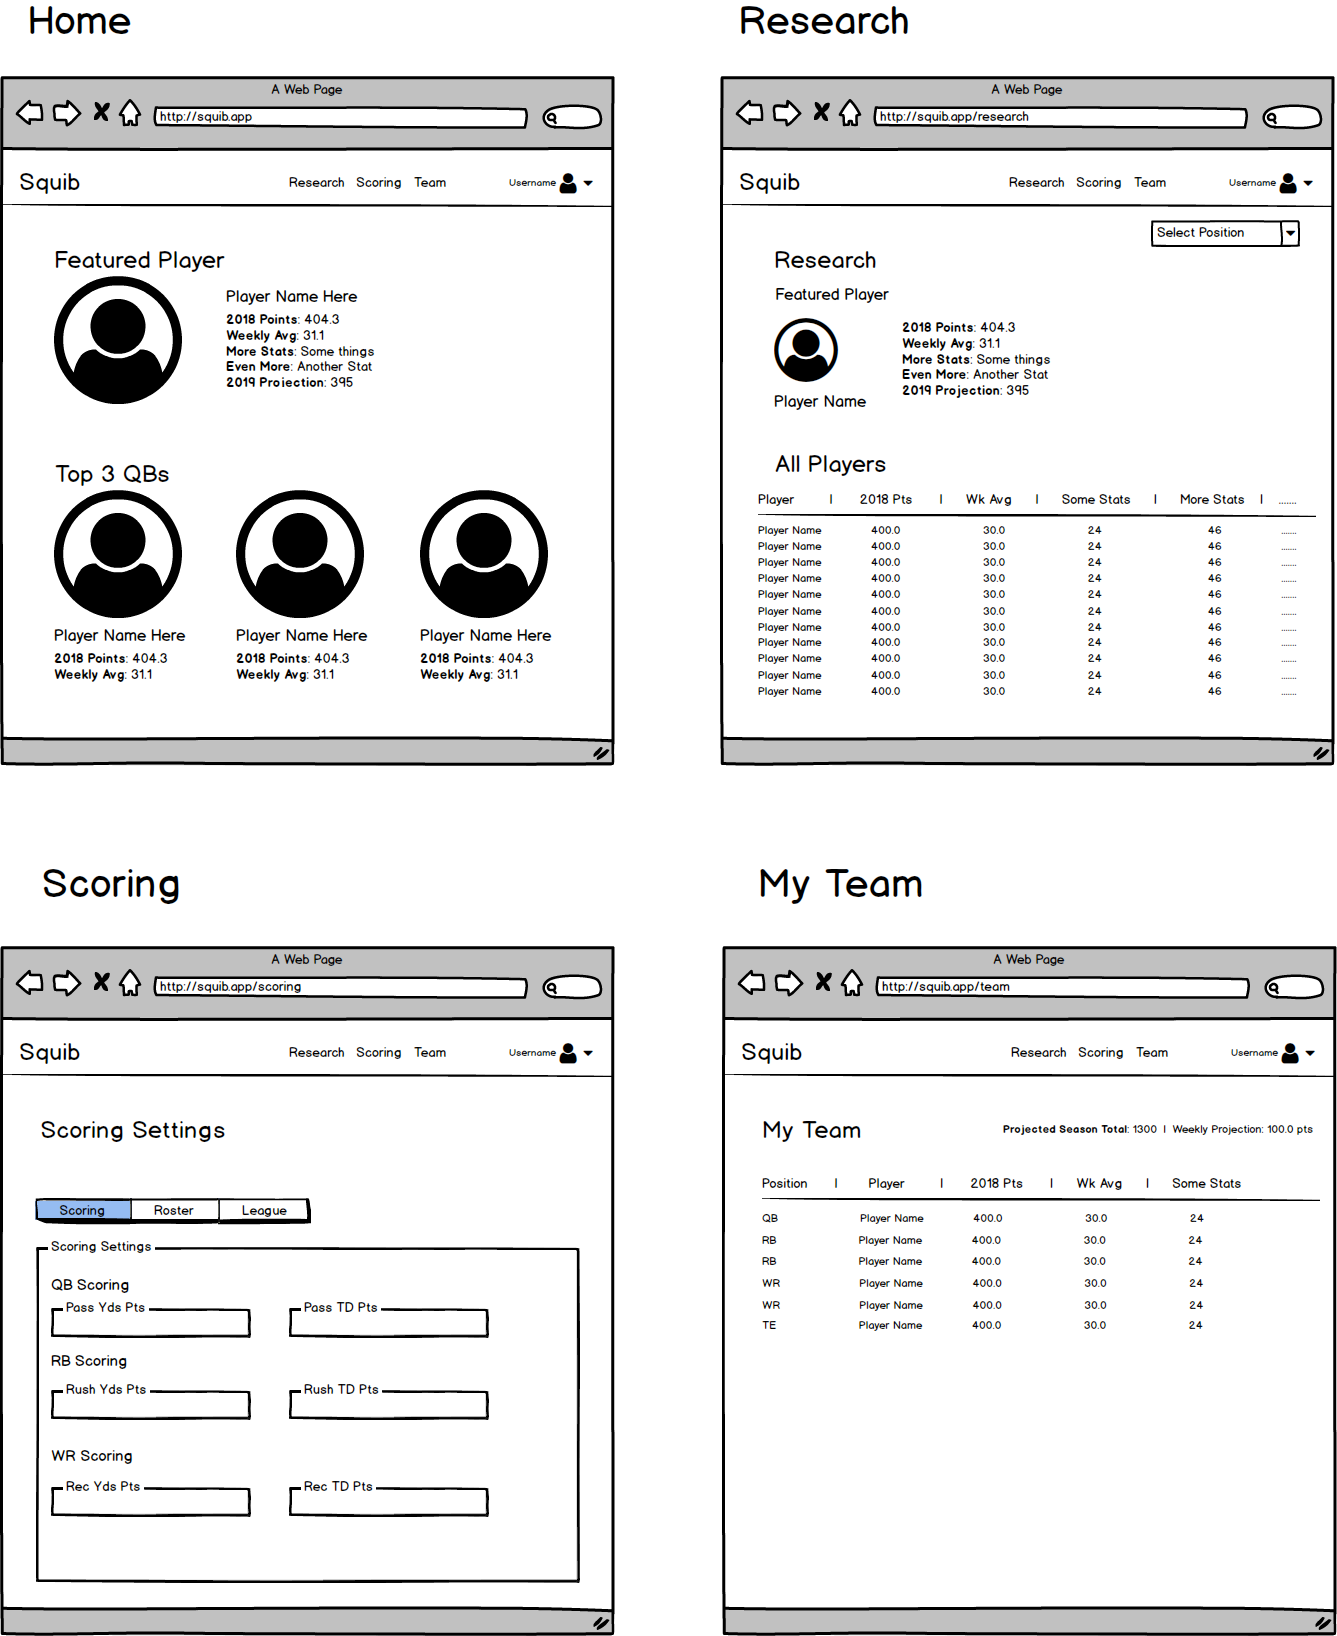 Home
A Web Page
http://squib.app
Squib
Research Scoring Team
Username
Featured Player
Player Name Here
2018 Points: 404.3
Weekly Avg: 31.1
More Stats: Some things
Even More: Another Stat
2019 Projection: 395
Top 3 QBs
Player Name Here Player Name Here Player Name Here
2018 Points: 404.3 2018 Points: 404.3 2018 Points: 404.3
Weekly Avg: 31.1 Weekly Avg: 31.1 Weekly Avg: 31.1
Research
A Web Page
http://squib.app/research
Squib
Research Scoring Team
Username
Select Position
Research
Featured Player
2018 Points: 404.3
Weekly Avg: 31.1
More Stats: Some things
Even More: Another Stat
2019 Projection: 395
Player Name
All Players
Player | 2018 Pts | Wk Avg | Some Stats | More Stats | .......
Player Name 400.0 30.0 24 46 .......
Player Name 400.0 30.0 24 46 .......
Player Name 400.0 30.0 24 46 .......
Player Name 400.0 30.0 24 46 .......
Player Name 400.0 30.0 24 46 .......
Player Name 400.0 30.0 24 46 .......
Player Name 400.0 30.0 24 46 .......
Player Name 400.0 30.0 24 46 .......
Player Name 400.0 30.0 24 46 .......
Player Name 400.0 30.0 24 46 .......
Player Name 400.0 30.0 24 46 .......
Scoring
A Web Page
http://squib.app/scoring
Squib
Research Scoring Team
Username
Scoring Settings
Scoring Roster League
Scoring Settings
QB Scoring
Pass Yds Pts Pass TD Pts
RB Scoring
Rush Yds Pts Rush TD Pts
WR Scoring
Rec Yds Pts Rec TD Pts
My Team
A Web Page
http://squib.app/team
Squib
Research Scoring Team
Username
My Team
Projected Season Total: 1300 | Weekly Projection: 100.0 pts
Position | Player | 2018 Pts | Wk Avg | Some Stats
QB Player Name 400.0 30.0 24
RB Player Name 400.0 30.0 24
RB Player Name 400.0 30.0 24
WR Player Name 400.0 30.0 24
WR Player Name 400.0 30.0 24
TE Player Name 400.0 30.0 24